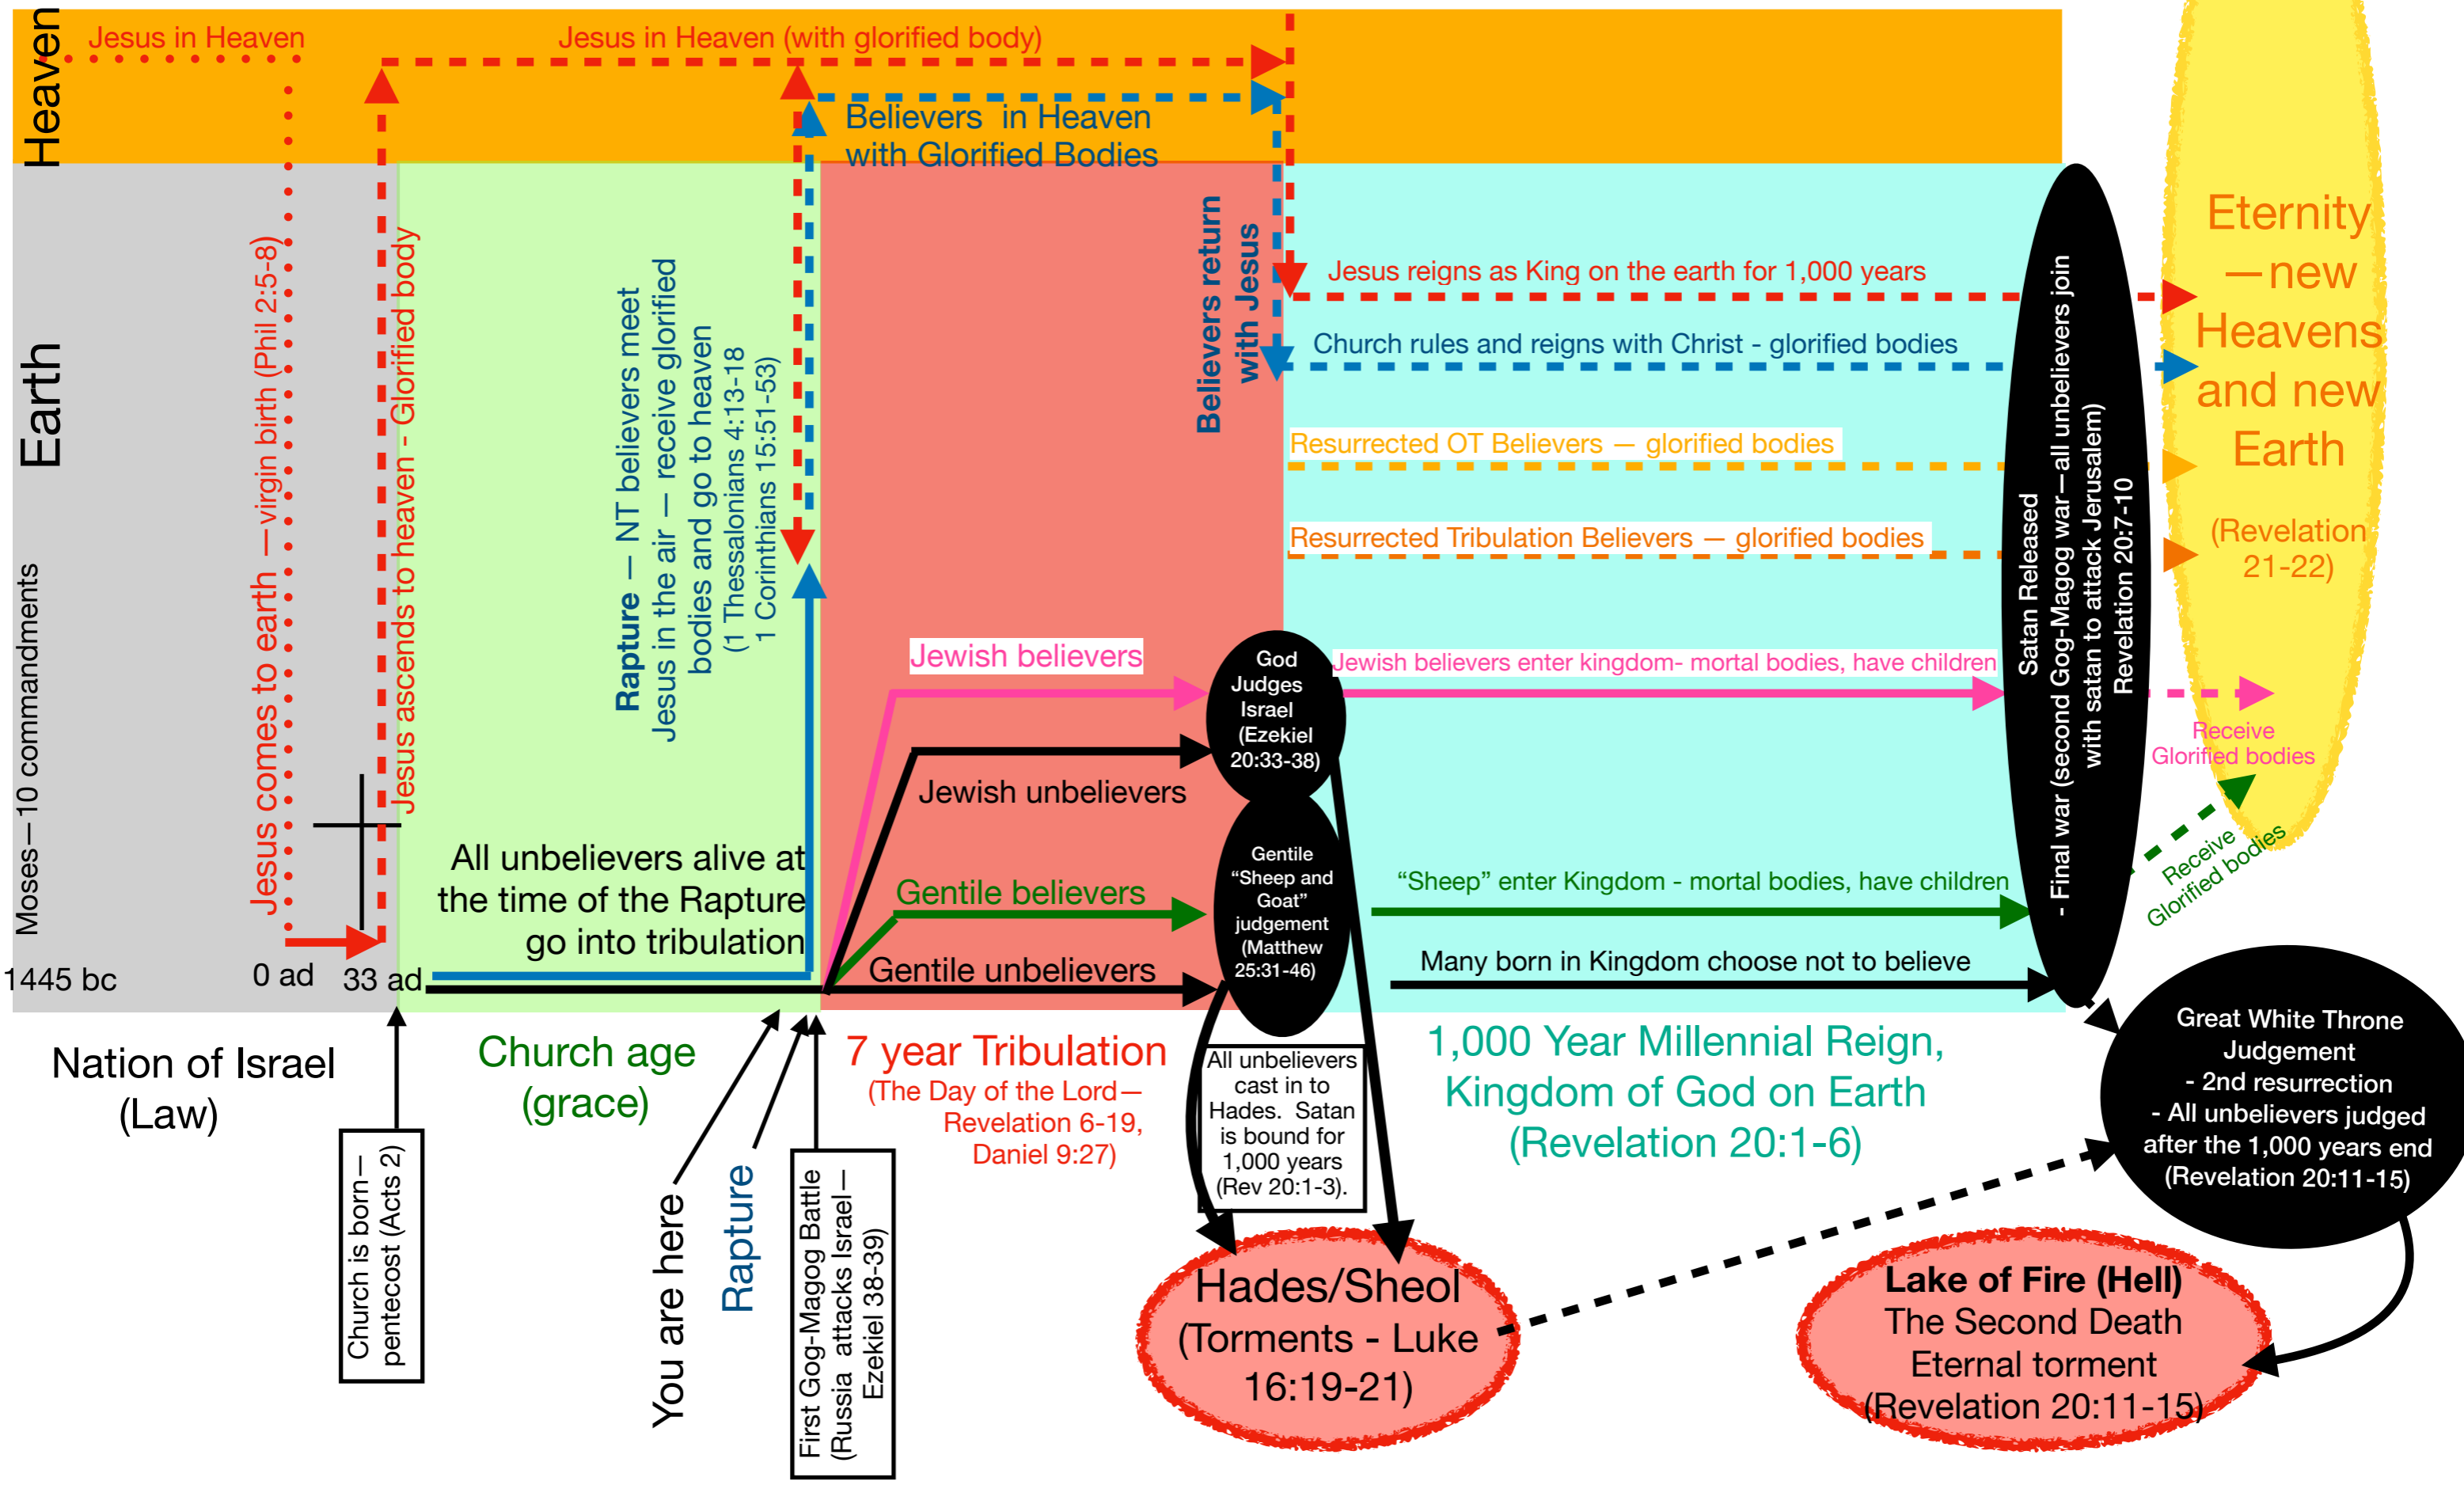 Heaven
Jesus in Heaven
Jesus in Heaven (with glorified body)
Believers in Heaven
with Glorified Bodies
Earth
Moses—10 commandments
Jesus comes to earth —virgin birth (Phil 2:5-8)
Jesus ascends to heaven - Glorified body
Rapture — NT believers meet
Jesus in the air — receive glorified
bodies and go to heaven
(1 Thessalonians 4:13-18
1 Corinthians 15:51-53)
Believers return
with Jesus
Jesus reigns as King on the earth for 1,000 years
Church rules and reigns with Christ - glorified bodies
Resurrected OT Believers — glorified bodies
Resurrected Tribulation Believers — glorified bodies
Satan Released
- Final war (second Gog-Magog war—all unbelievers join
with satan to attack Jerusalem)
Revelation 20:7-10
Eternity
—new
Heavens
and new
Earth
(Revelation
21-22)
Jewish believers
God
Judges
Israel
(Ezekiel
20:33-38)
Jewish believers enter kingdom- mortal bodies, have children
Receive
Glorified bodies
Jewish unbelievers
All unbelievers alive at
the time of the Rapture
go into tribulation
Gentile believers
Gentile
“Sheep and
Goat”
judgement
(Matthew
25:31-46)
“Sheep” enter Kingdom - mortal bodies, have children
Receive
Glorified bodies
Gentile unbelievers
Many born in Kingdom choose not to believe
1445 bc
0 ad
33 ad
Nation of Israel
(Law)
Church age
(grace)
7 year Tribulation
(The Day of the Lord—
Revelation 6-19,
Daniel 9:27)
All unbelievers
cast in to
Hades. Satan
is bound for
1,000 years
(Rev 20:1-3).
1,000 Year Millennial Reign,
Kingdom of God on Earth
(Revelation 20:1-6)
Great White Throne
Judgement
- 2nd resurrection
- All unbelievers judged
after the 1,000 years end
(Revelation 20:11-15)
Church is born—
pentecost (Acts 2)
You are here
Rapture
First Gog-Magog Battle
(Russia attacks Israel—
Ezekiel 38-39)
Hades/Sheol
(Torments - Luke
16:19-21)
Lake of Fire (Hell)
The Second Death
Eternal torment
(Revelation 20:11-15)